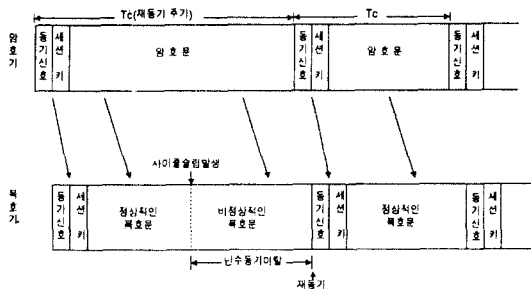 Tc(재동기 주기)
Tc
암호기
동기신호
세션 키
암 호 문
동기신호
세션 키
암 호 문
동기신호
세션 키
사이클슬립발생
복호기
동기신호
세션 키
정상적인
복호문
비정상적인
복호문
동기신호
세션 키
정상적인
복호문
동기신호
세션 키
난수동기이탈
재동기